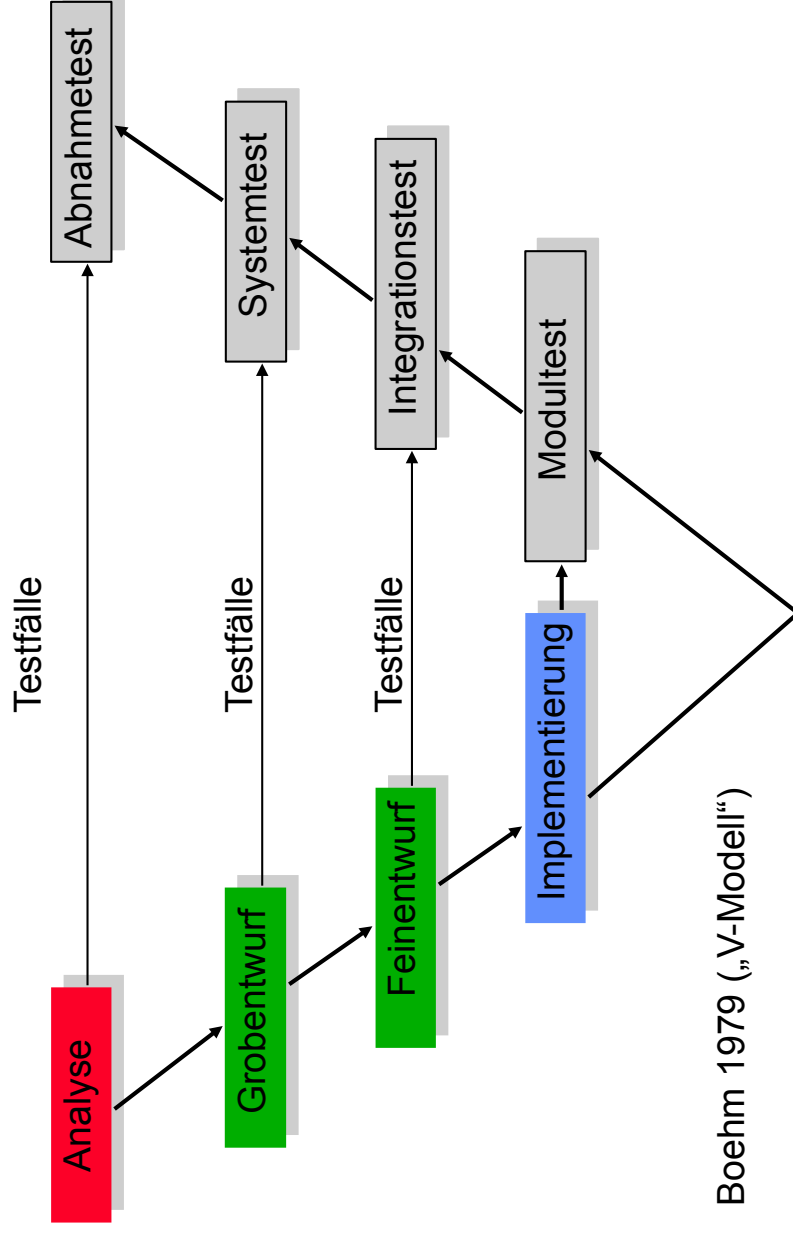 Analyse
Testfälle
Abnahmetest
Grobentwurf
Testfälle
Systemtest
Feinentwurf
Testfälle
Integrationstest
Implementierung
Modultest
Boehm 1979 („V-Modell“)